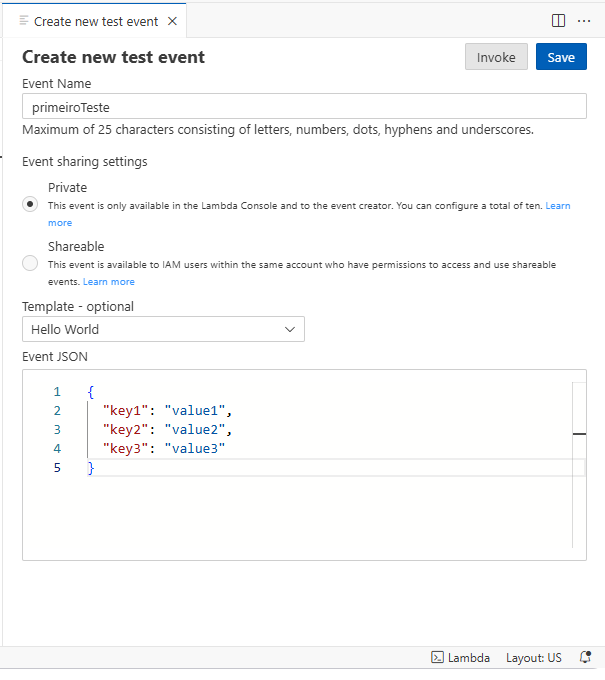 Create new test event
Create new test event
Invoke
Save
Event Name
primeiroTeste
Maximum of 25 characters consisting of letters, numbers, dots, hyphens and underscores.
Event sharing settings
Private
This event is only available in the Lambda Console and to the event creator. You can configure a total of ten. Learn
more
Shareable
This event is available to IAM users within the same account who have permissions to access and use shareable
events. Learn more
Template - optional
Hello World
Event JSON
1 {
2 "key1": "value1",
3 "key2": "value2",
4 "key3": "value3"
5 }
Lambda Layout: US